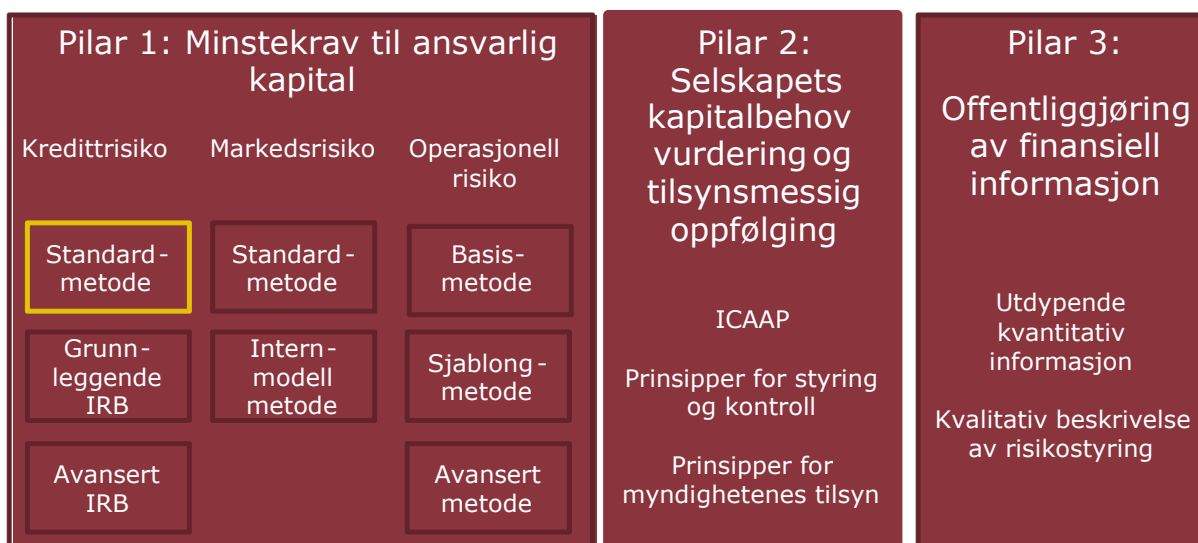 Pilar 1: Minstekrav til ansvarlig
kapital
Kredittrisiko
Markedsrisiko
Operasjonell
risiko
Standard-
metode
Standard-
metode
Basis-
metode
Grunn-
leggende
IRB
Intern-
modell
metode
Sjablong-
metode
Avansert
IRB
Avansert
metode
Pilar 2:
Selskapets
kapitalbehov
vurdering og
tilsynsmessig
oppfølging
ICAAP
Prinsipper for styring
og kontroll
Prinsipper for
myndighetenes tilsyn
Pilar 3:
Offentliggjøring
av finansiell
informasjon
Utdypende
kvantitativ
informasjon
Kvalitativ beskrivelse
av risikostyring